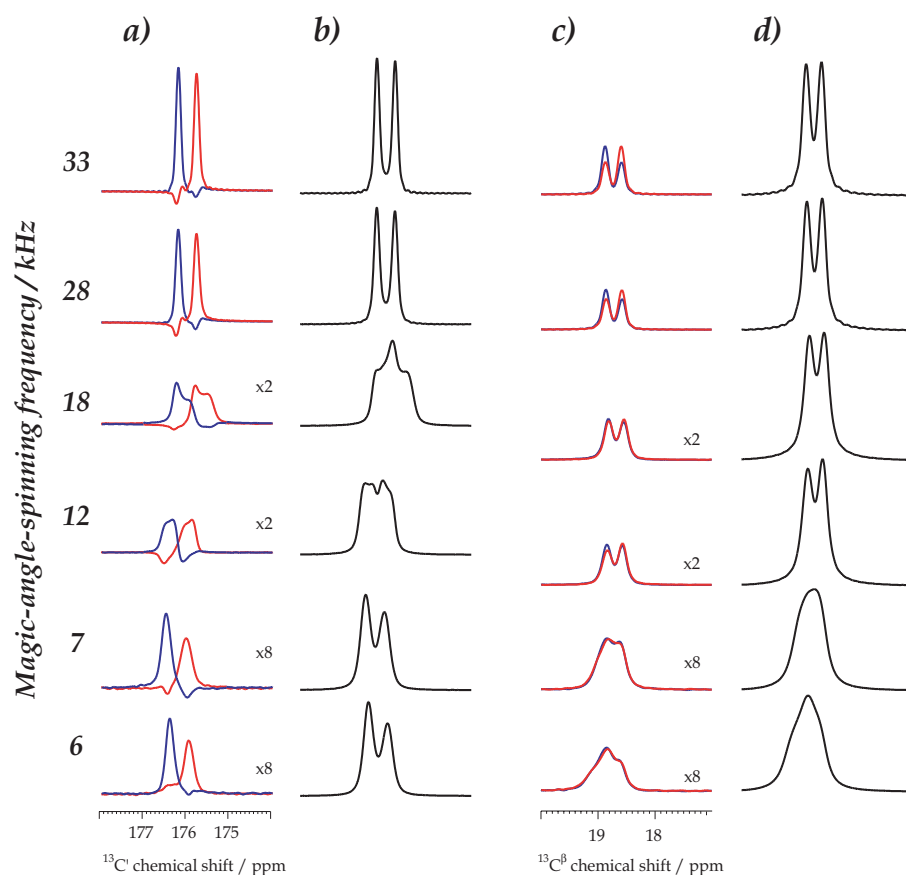 a) b) c) d)
Magic-angle-spinning frequency / kHz
33
28
18 x2 x2
12 x2 x2
7 x8 x8
6 x8 x8
177 176 175 19 18
¹³C' chemical shift / ppm ¹³Cᵝ chemical shift / ppm